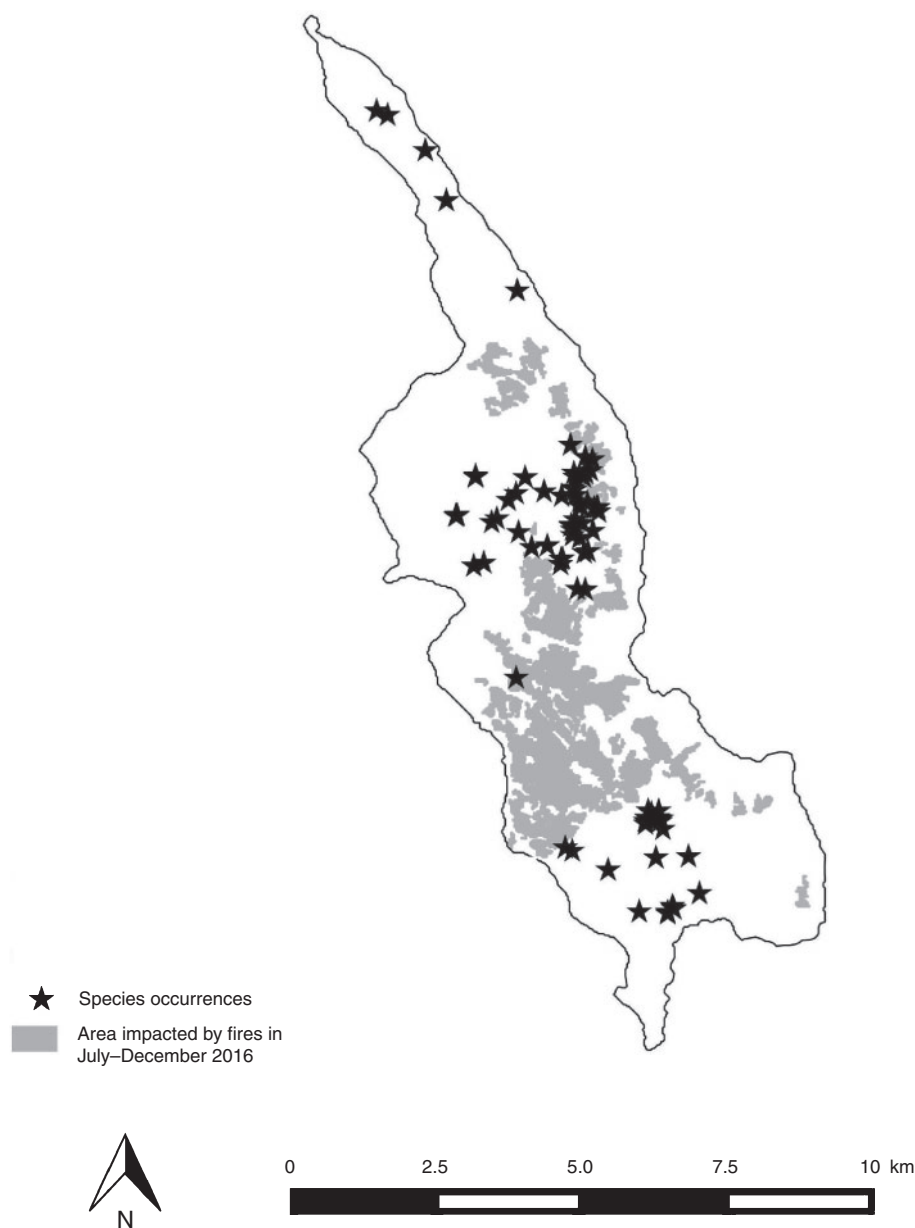 Species occurrences
Area impacted by fires in
July–December 2016
N
0 2.5 5.0 7.5 10 km